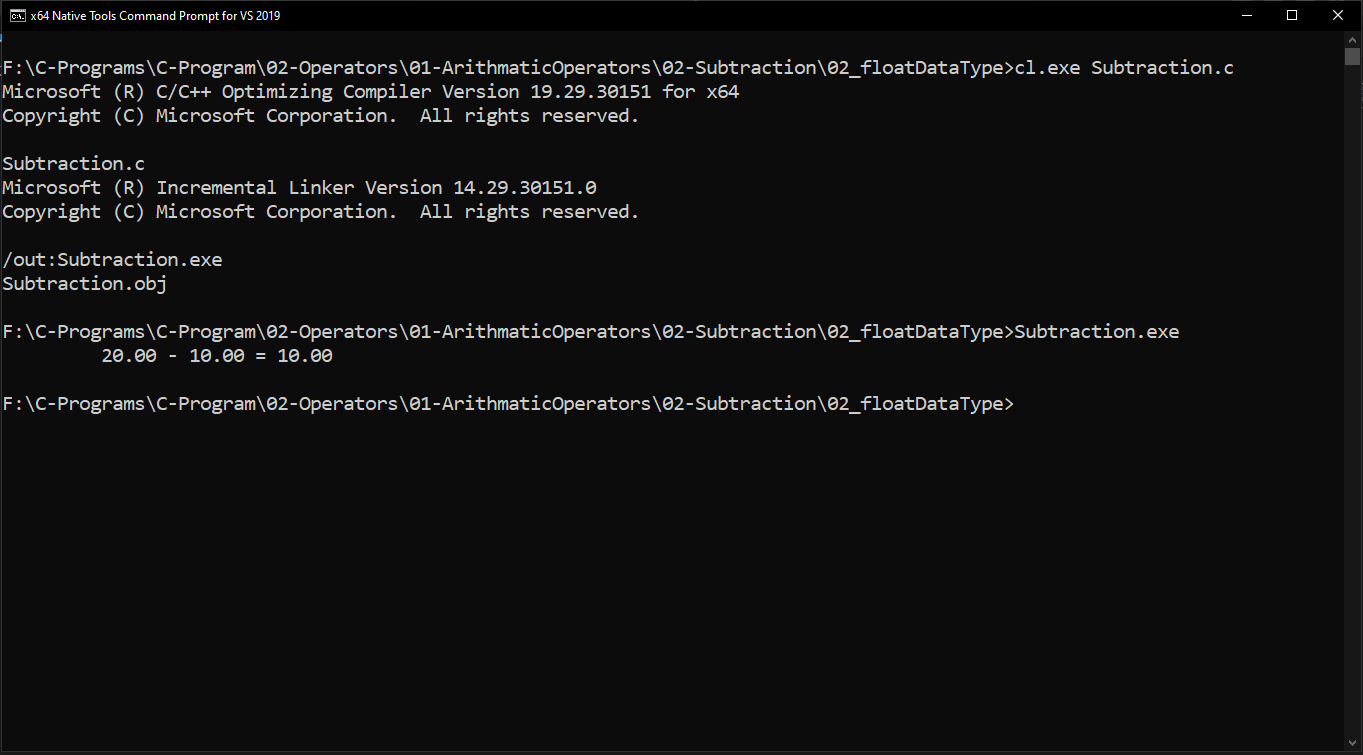 x64 Native Tools Command Prompt for VS 2019
F:\C-Programs\C-Program\02-Operators\01-ArithmaticOperators\02-Subtraction\02_floatDataType>cl.exe Subtraction.c
Microsoft (R) C/C++ Optimizing Compiler Version 19.29.30151 for x64
Copyright (C) Microsoft Corporation.  All rights reserved.
Subtraction.c
Microsoft (R) Incremental Linker Version 14.29.30151.0
Copyright (C) Microsoft Corporation.  All rights reserved.
/out:Subtraction.exe
Subtraction.obj
F:\C-Programs\C-Program\02-Operators\01-ArithmaticOperators\02-Subtraction\02_floatDataType>Subtraction.exe
20.00 - 10.00 = 10.00
F:\C-Programs\C-Program\02-Operators\01-ArithmaticOperators\02-Subtraction\02_floatDataType>